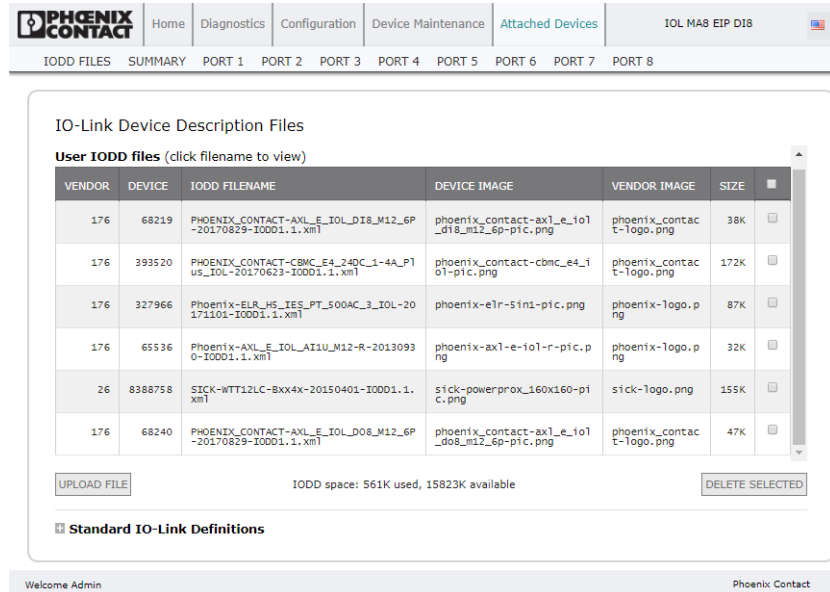 PHŒNIX
CONTACT
Home
Diagnostics
Configuration
Device Maintenance
Attached Devices
IOL MA8 EIP DI8
IODD FILES SUMMARY PORT 1 PORT 2 PORT 3 PORT 4 PORT 5 PORT 6 PORT 7 PORT 8
IO-Link Device Description Files
User IODD files (click filename to view)
VENDOR DEVICE IODD FILENAME DEVICE IMAGE VENDOR IMAGE SIZE
176 68219 PHOENIX_CONTACT-AXL_E_IOL_DI8_M12_6P phoenix_contact-axl_e_iol phoenix_contac 38K
-20170829-IODD1.1.xml _di8_m12_6p-pic.png t-logo.png
176 393520 PHOENIX_CONTACT-CBMC_E4_24DC_1-4A_Pl phoenix_contact-cbmc_e4_i phoenix_contac 172K
us_IOL-20170623-IODD1.1.xml ol-pic.png t-logo.png
176 327966 Phoenix-ELR_HS_IES_PT_500AC_3_IOL-20 phoenix-elr-5in1-pic.png phoenix-logo.p 87K
171101-IODD1.1.xml ng
176 65536 Phoenix-AXL_E_IOL_AI1U_M12-R-2013093 phoenix-axl-e-iol-r-pic.p phoenix-logo.p 32K
0-IODD1.1.xml ng ng
26 8388758 SICK-WTT12LC-Bxx4x-20150401-IODD1.1. sick-powerprox_160x160-pi sick-logo.png 155K
xml c.png
176 68240 PHOENIX_CONTACT-AXL_E_IOL_DO8_M12_6P phoenix_contact-axl_e_iol phoenix_contac 47K
-20170829-IODD1.1.xml _do8_m12_6p-pic.png t-logo.png
UPLOAD FILE IODD space: 561K used, 15823K available DELETE SELECTED
Standard IO-Link Definitions
Welcome Admin Phoenix Contact